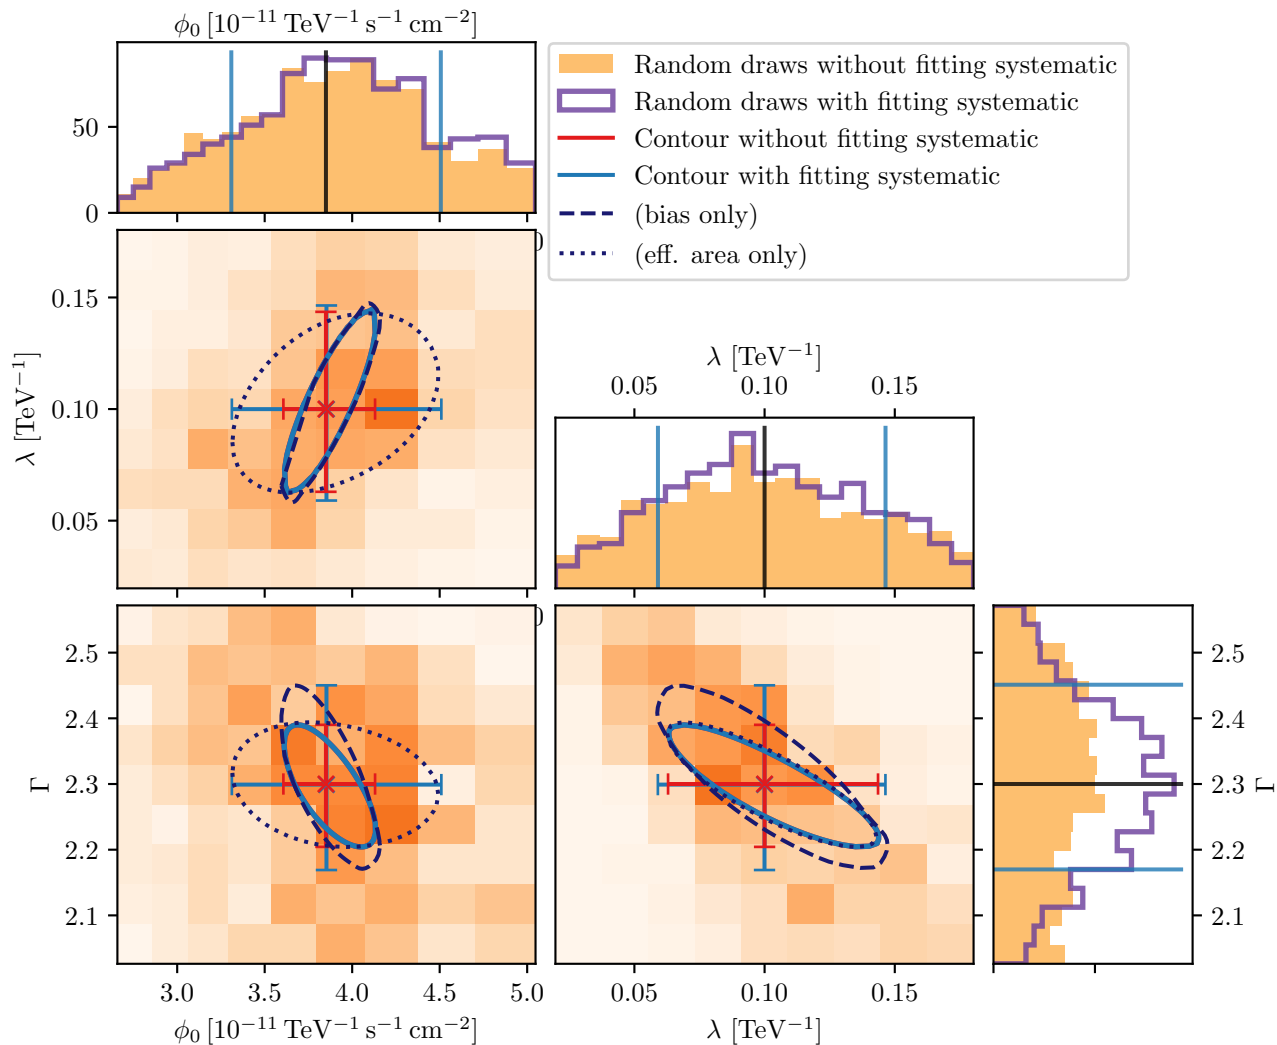 ϕ₀ [10⁻¹¹ TeV⁻¹ s⁻¹ cm⁻²]
50
0
3.0 3.5 4.0 4.5 5.0
Random draws without fitting systematic
Random draws with fitting systematic
Contour without fitting systematic
Contour with fitting systematic
(bias only)
(eff. area only)
0
λ [TeV⁻¹]
0.15
0.10
0.05
λ [TeV⁻¹]
0.05 0.10 0.15
0
Γ
2.5
2.4
2.3
2.2
2.1
2.5
2.4
2.3
2.2
2.1
Γ
0.05 0.10 0.15
ϕ₀ [10⁻¹¹ TeV⁻¹ s⁻¹ cm⁻²]
λ [TeV⁻¹]